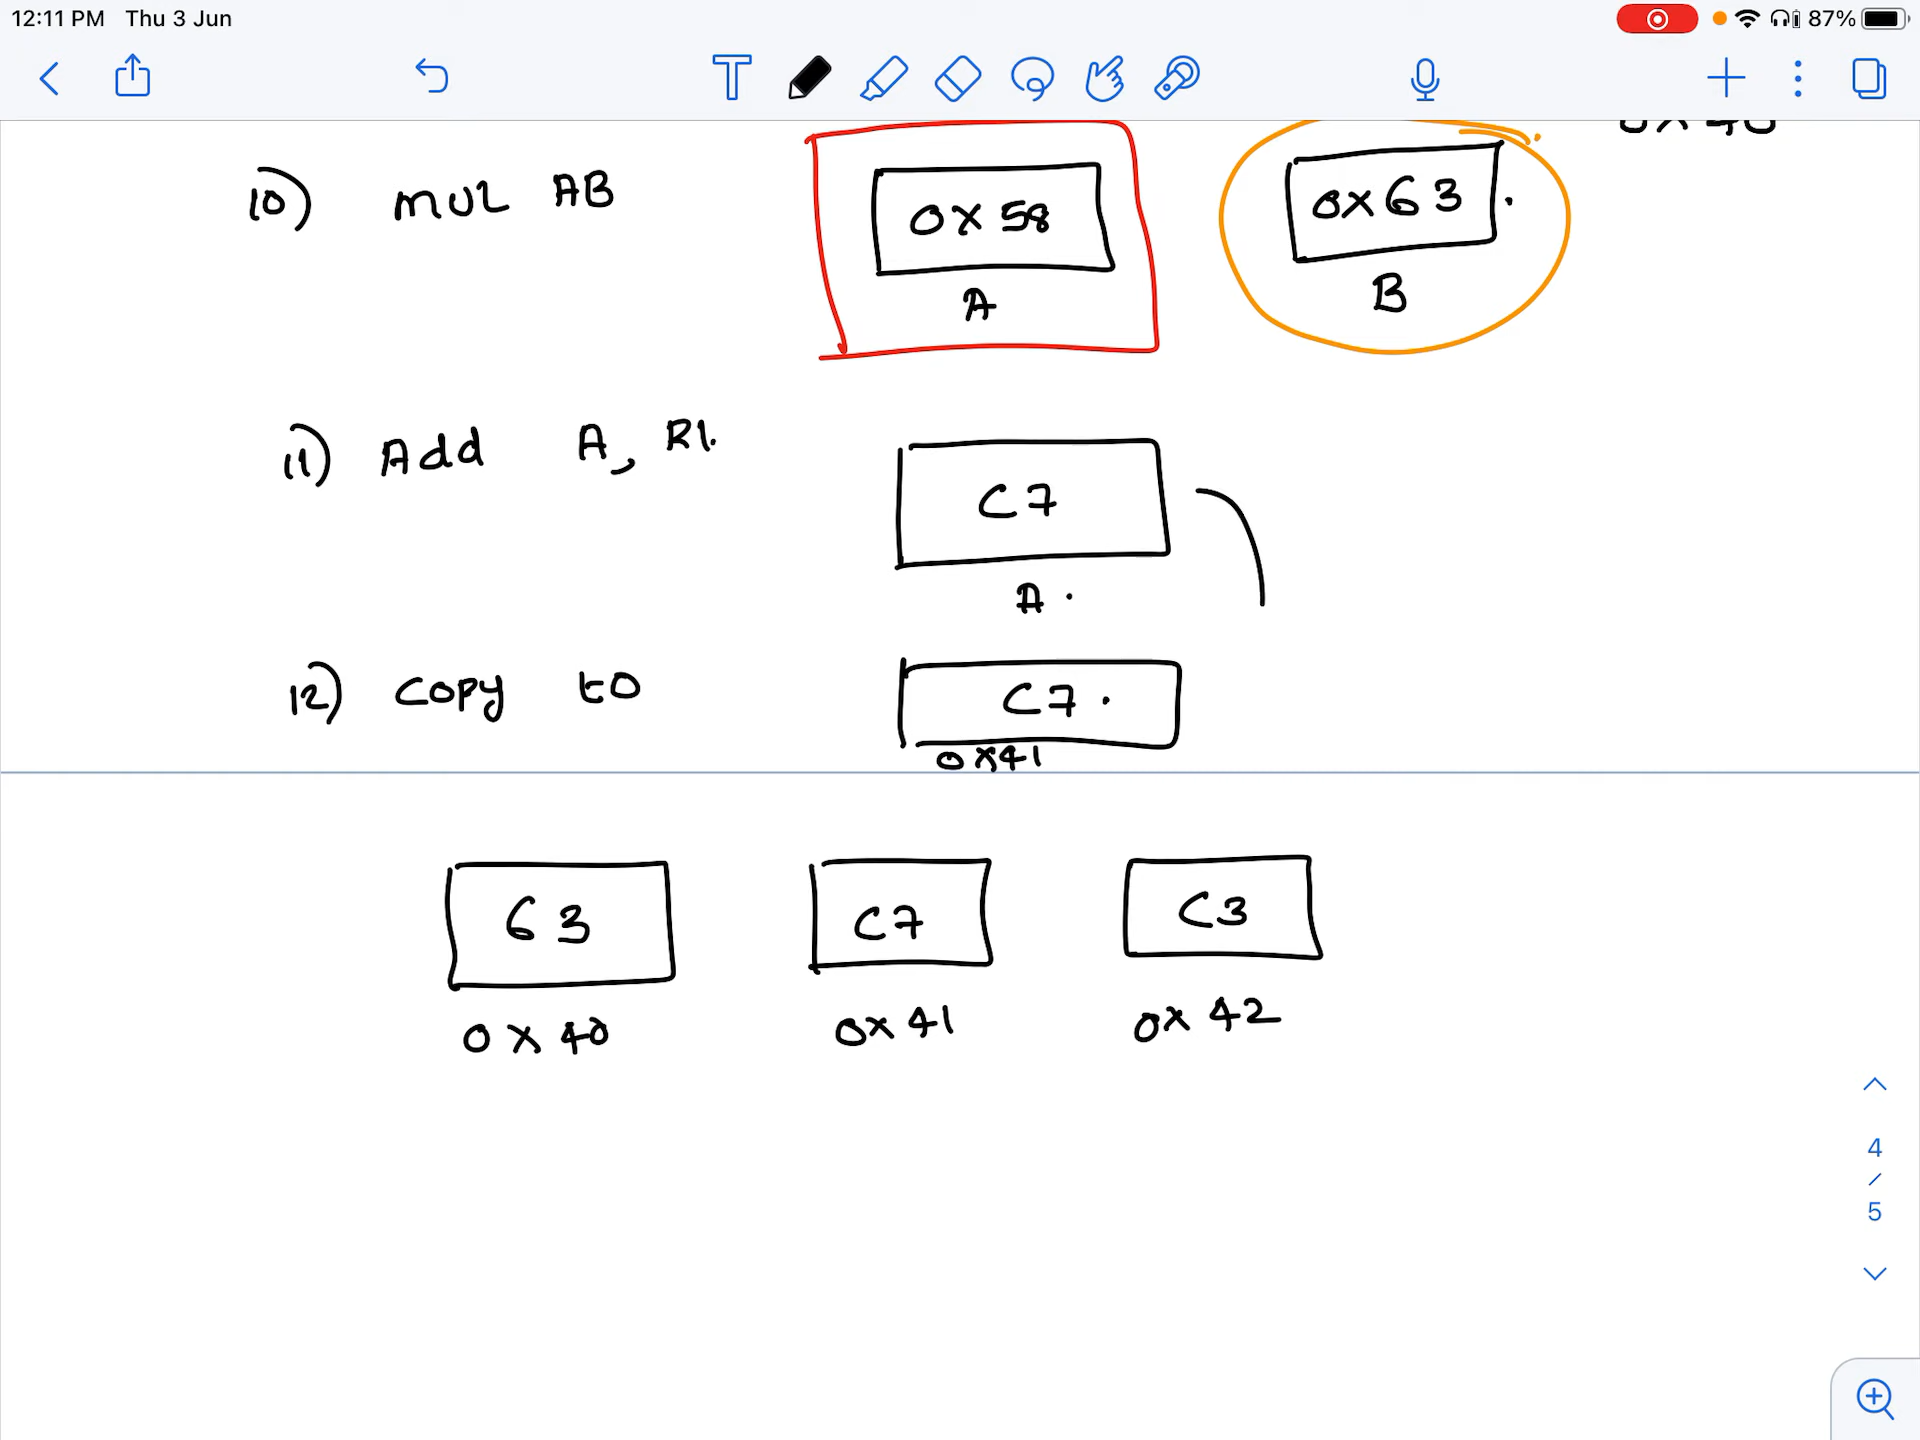 12:11 PM Thu 3 Jun 87%
T
10) MUL AB 0x58 0x63
A B
11) Add A, R1. C7
A .
12) copy to C7 .
0x41
63 C7 C3
0x40 0x41 0x42
4
/
5